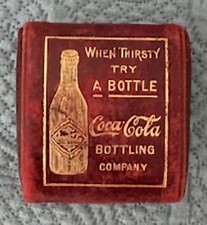 WHEN THIRSTY
TRY
A BOTTLE
Coca-Cola
BOTTLING
COMPANY